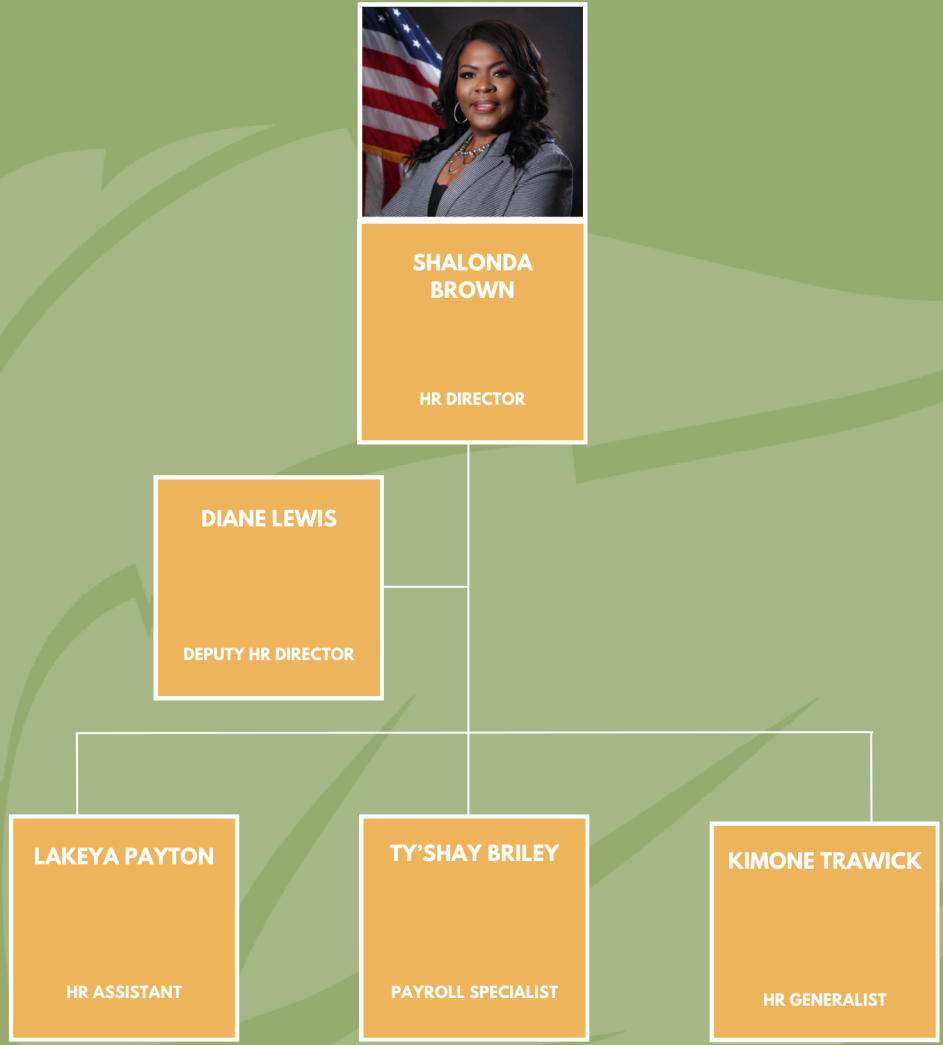 SHALONDA
BROWN
HR DIRECTOR
DIANE LEWIS
DEPUTY HR DIRECTOR
LAKEYA PAYTON
HR ASSISTANT
TY’SHAY BRILEY
PAYROLL SPECIALIST
KIMONE TRAWICK
HR GENERALIST